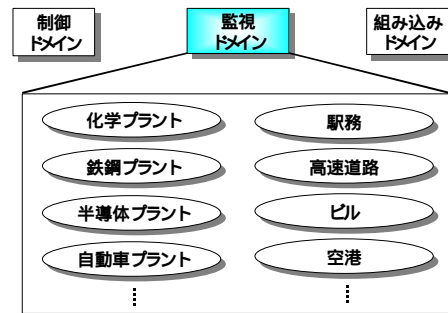 制御
ドメイン
監視
ドメイン
組み込み
ドメイン
化学プラント
駅務
鉄鋼プラント
高速道路
半導体プラント
ビル
自動車プラント
空港